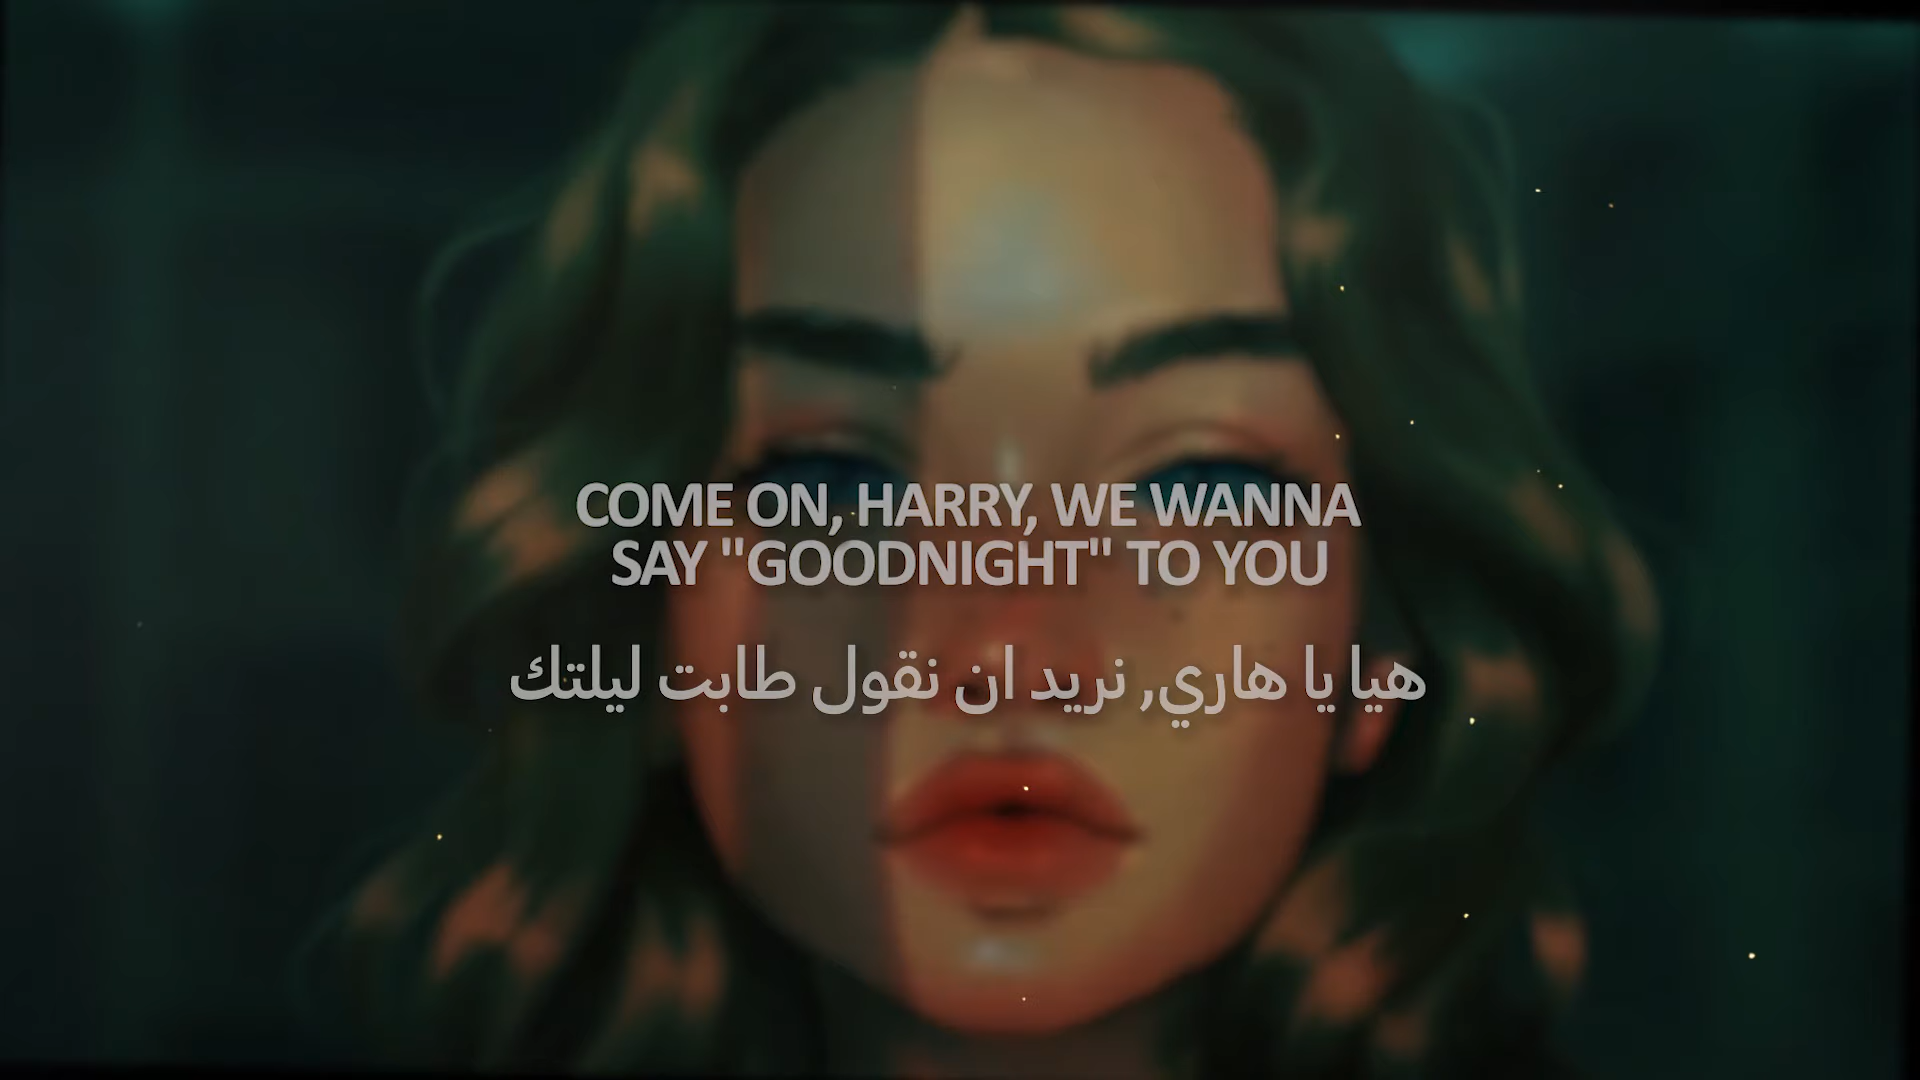 COME ON, HARRY, WE WANNA
SAY "GOODNIGHT" TO YOU
هيا يا هاري, نريد ان نقول طابت ليلتك